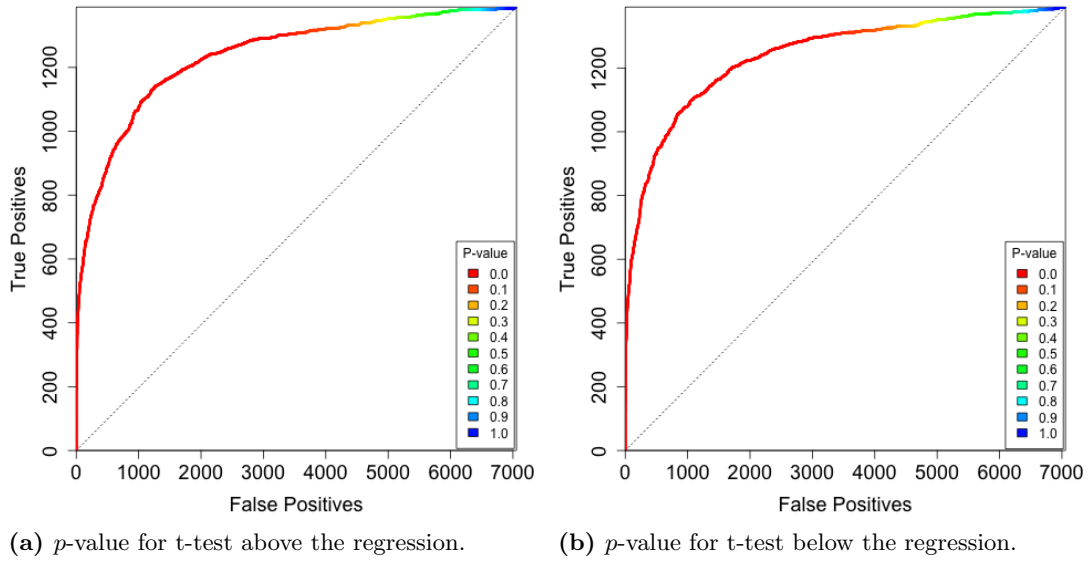 True Positives
0 200 400 600 800 1000 1200
0 1000 2000 3000 4000 5000 6000 7000
False Positives
P-value
0.0
0.1
0.2
0.3
0.4
0.5
0.6
0.7
0.8
0.9
1.0
(a) p-value for t-test above the regression.
True Positives
0 200 400 600 800 1000 1200
0 1000 2000 3000 4000 5000 6000 7000
False Positives
P-value
0.0
0.1
0.2
0.3
0.4
0.5
0.6
0.7
0.8
0.9
1.0
(b) p-value for t-test below the regression.